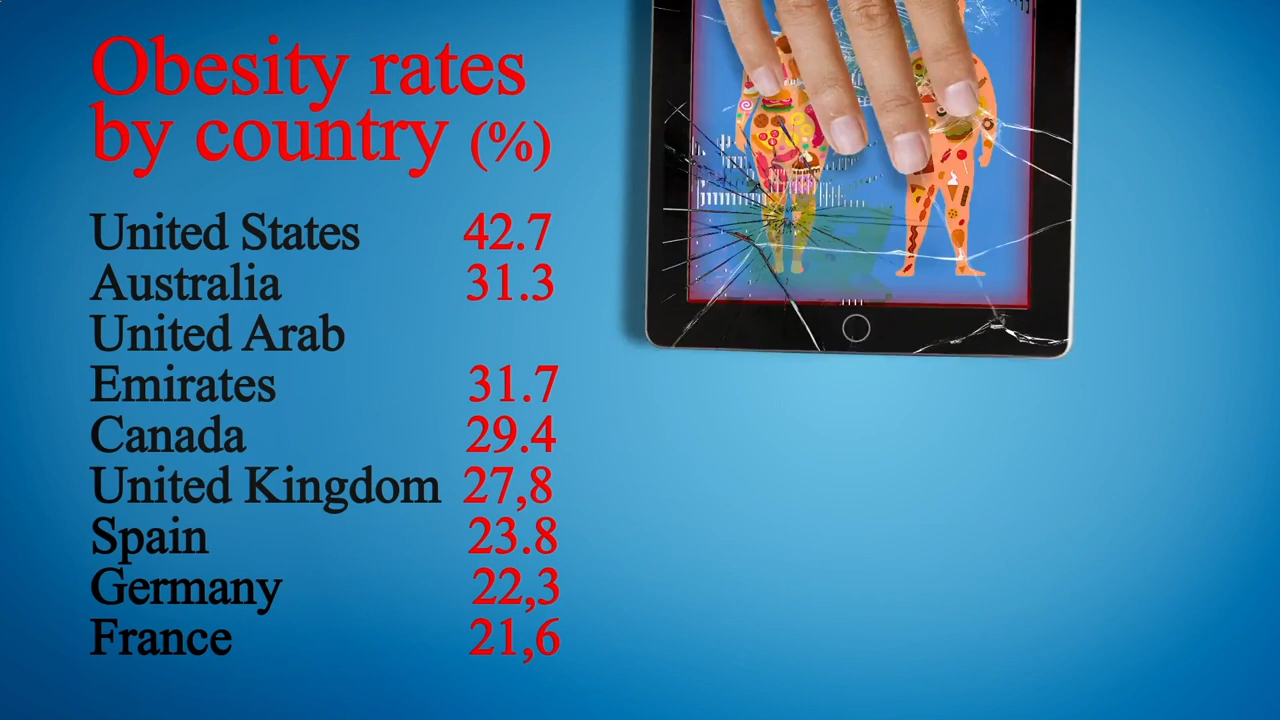 Obesity rates
by country (%)
United States 42.7
Australia 31.3
United Arab
Emirates 31.7
Canada 29.4
United Kingdom 27,8
Spain 23.8
Germany 22,3
France 21,6